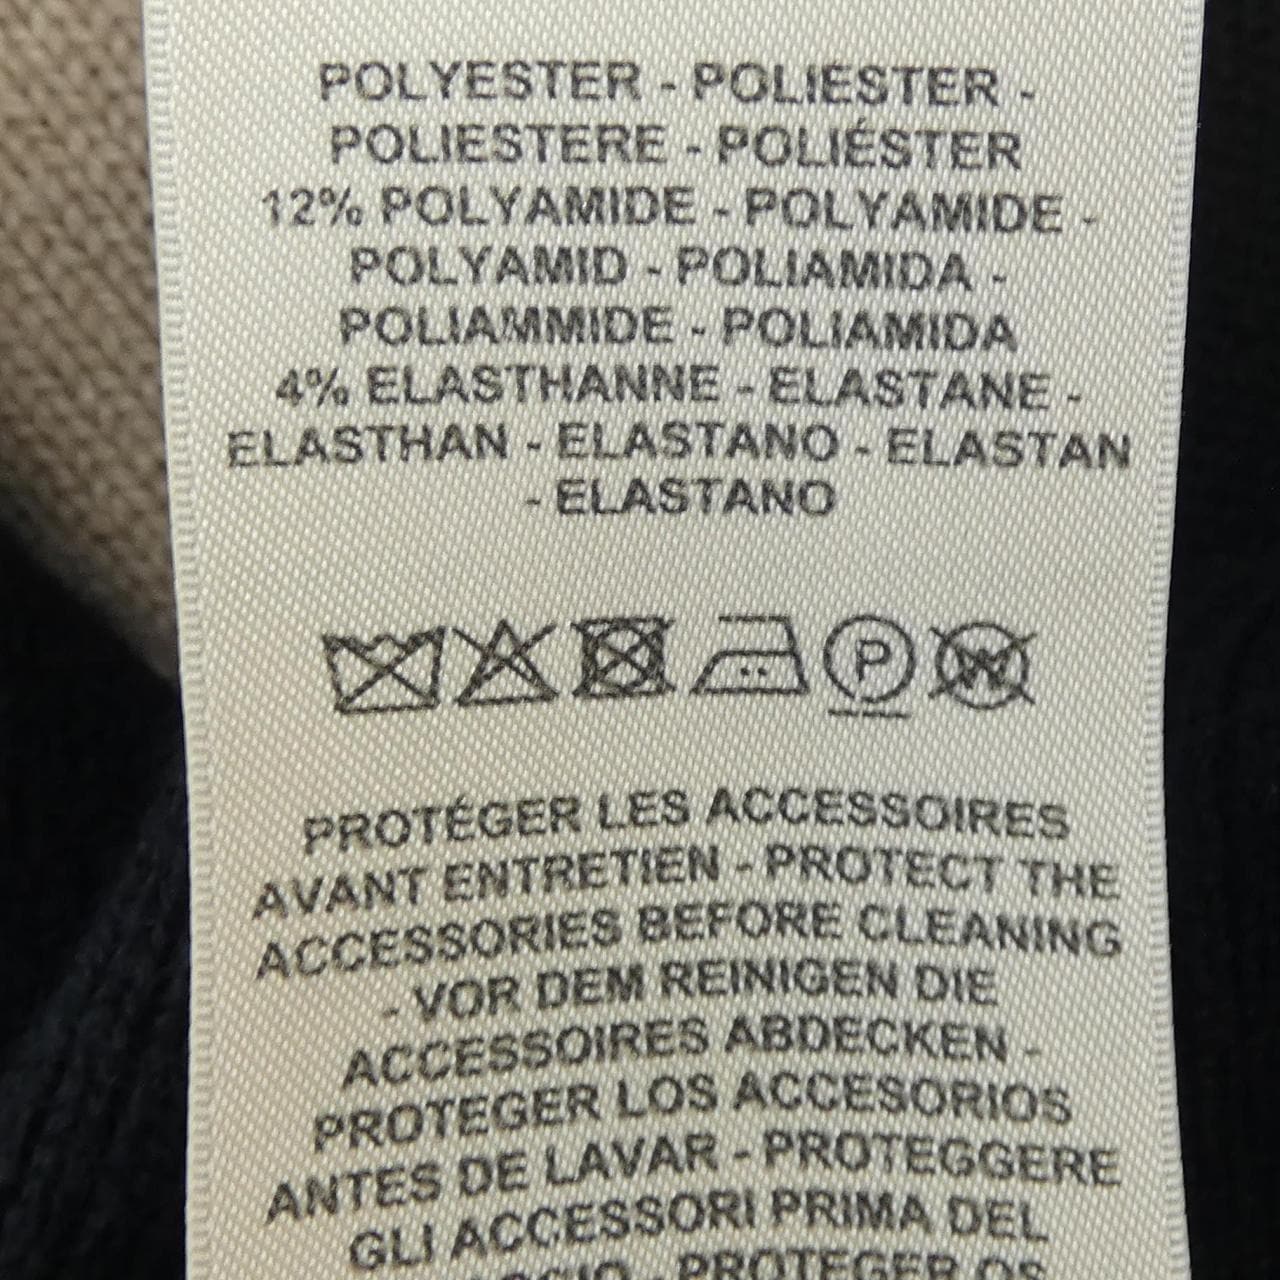 POLYESTER - POLIESTER -
POLIESTERE - POLIÉSTER
12% POLYAMIDE - POLYAMIDE -
POLYAMID - POLIAMIDA -
POLIAMMIDE - POLIAMIDA
4% ELASTHANNE - ELASTANE -
ELASTHAN - ELASTANO - ELASTAN
- ELASTANO
P W
PROTÉGER LES ACCESSOIRES
AVANT ENTRETIEN - PROTECT THE
ACCESSORIES BEFORE CLEANING
- VOR DEM REINIGEN DIE
ACCESSOIRES ABDECKEN -
PROTEGER LOS ACCESORIOS
ANTES DE LAVAR - PROTEGGERE
GLI ACCESSORI PRIMA DEL
- PROTEGER OS